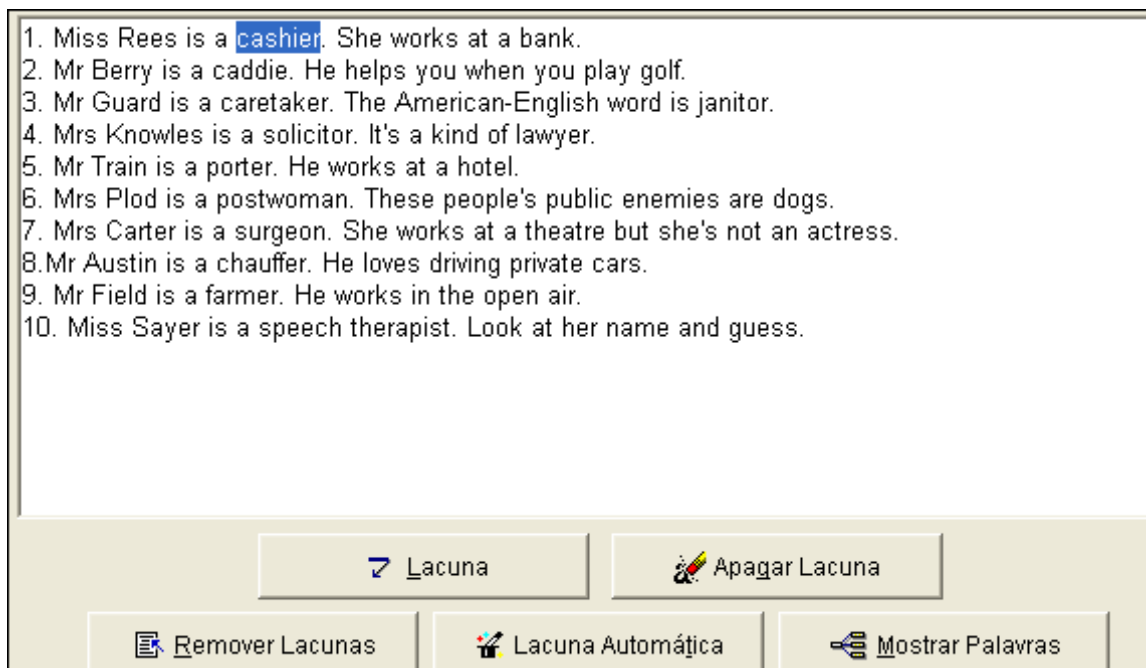 1. Miss Rees is a cashier. She works at a bank.
2. Mr Berry is a caddie. He helps you when you play golf.
3. Mr Guard is a caretaker. The American-English word is janitor.
4. Mrs Knowles is a solicitor. It's a kind of lawyer.
5. Mr Train is a porter. He works at a hotel.
6. Mrs Plod is a postwoman. These people's public enemies are dogs.
7. Mrs Carter is a surgeon. She works at a theatre but she's not an actress.
8.Mr Austin is a chauffer. He loves driving private cars.
9. Mr Field is a farmer. He works in the open air.
10. Miss Sayer is a speech therapist. Look at her name and guess.
Lacuna Apagar Lacuna
Remover Lacunas Lacuna Automática Mostrar Palavras